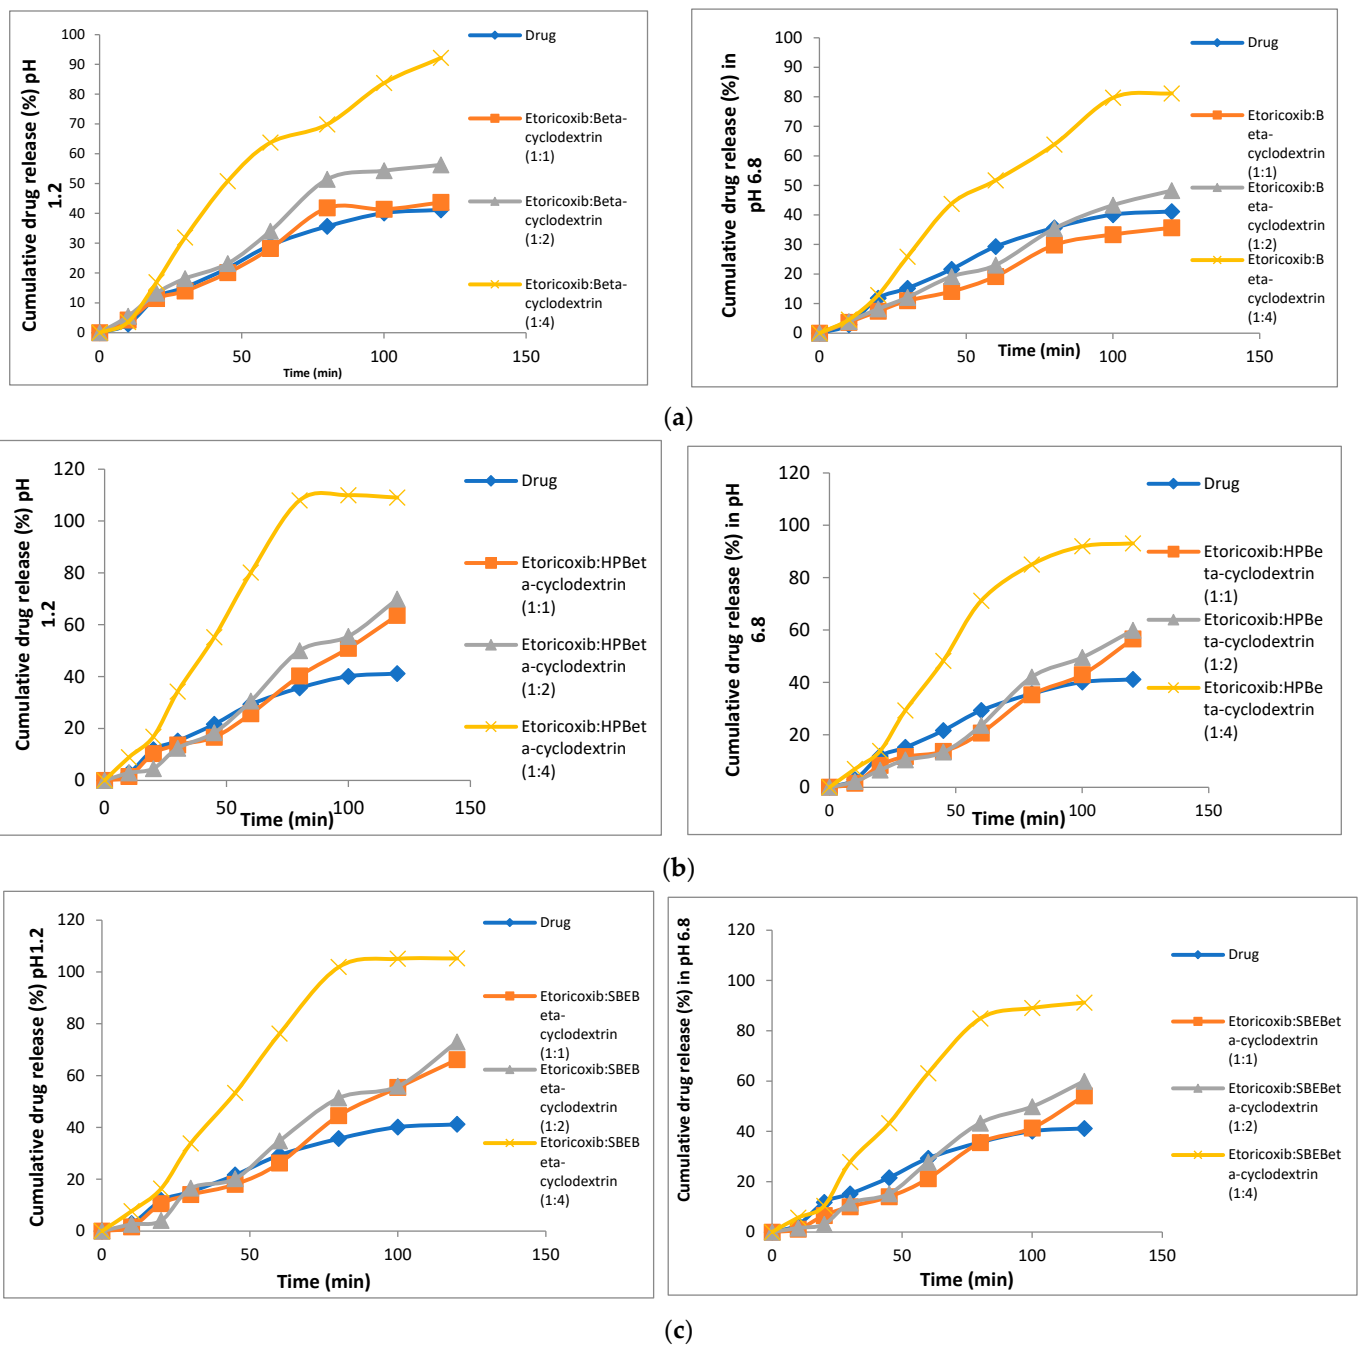 Cumulative drug release (%) pH
1.2
100
90
80
70
60
50
40
30
20
10
0
0
50
100
150
Time (min)
Drug
Etoricoxib:Beta-
cyclodextrin
(1:1)
Etoricoxib:Beta-
cyclodextrin
(1:2)
Etoricoxib:Beta-
cyclodextrin
(1:4)
Cumulative drug release (%) in
pH 6.8
100
90
80
70
60
50
40
30
20
10
0
0
50
100
150
Time (min)
Drug
Etoricoxib:B
eta-
cyclodextrin
(1:1)
Etoricoxib:B
eta-
cyclodextrin
(1:2)
Etoricoxib:B
eta-
cyclodextrin
(1:4)
(a)
Cumulative drug release (%) pH
1.2
120
100
80
60
40
20
0
0
50
100
150
Time (min)
Drug
Etoricoxib:HPBet
a-cyclodextrin
(1:1)
Etoricoxib:HPBet
a-cyclodextrin
(1:2)
Etoricoxib:HPBet
a-cyclodextrin
(1:4)
Cumulative drug release (%) in pH
6.8
120
100
80
60
40
20
0
0
50
100
150
Time (min)
Drug
Etoricoxib:HPBe
ta-cyclodextrin
(1:1)
Etoricoxib:HPBe
ta-cyclodextrin
(1:2)
Etoricoxib:HPBe
ta-cyclodextrin
(1:4)
(b)
Cumulative drug release (%) pH1.2
120
100
80
60
40
20
0
0
50
100
150
Time (min)
Drug
Etoricoxib:SBEB
eta-
cyclodextrin
(1:1)
Etoricoxib:SBEB
eta-
cyclodextrin
(1:2)
Etoricoxib:SBEB
eta-
cyclodextrin
(1:4)
Cumulative drug release (%) in pH 6.8
120
100
80
60
40
20
0
0
50
100
150
Time (min)
Drug
Etoricoxib:SBEBet
a-cyclodextrin
(1:1)
Etoricoxib:SBEBet
a-cyclodextrin
(1:2)
Etoricoxib:SBEBet
a-cyclodextrin
(1:4)
(c)